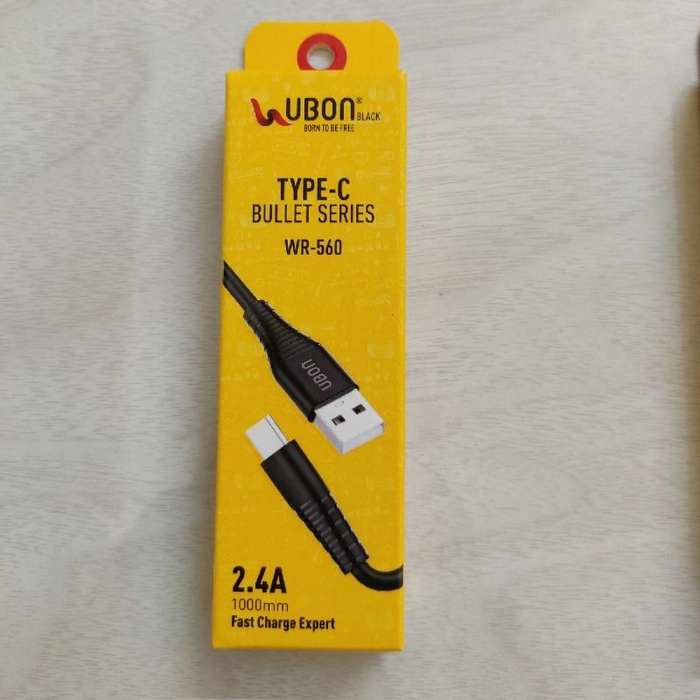 UBON®
BLACK
BORN TO BE FREE
TYPE-C
BULLET SERIES
WR-560
UBON
2.4A
1000mm
Fast Charge Expert